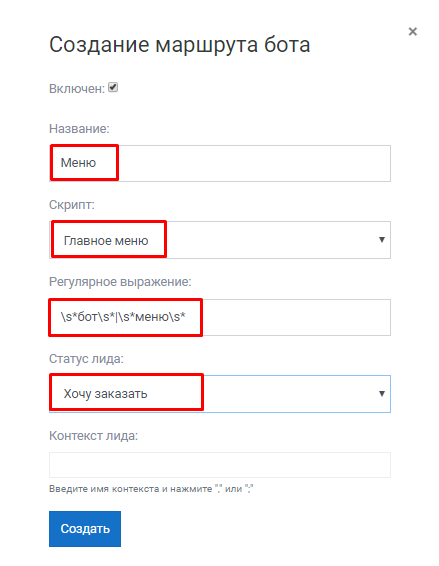 Создание маршрута бота
×
Включен:
Название:
Меню
Скрипт:
Главное меню
Регулярное выражение:
\s*бот\s*|\s*меню\s*
Статус лида:
Хочу заказать
Контекст лида:
Введите имя контекста и нажмите "," или ";"
Создать